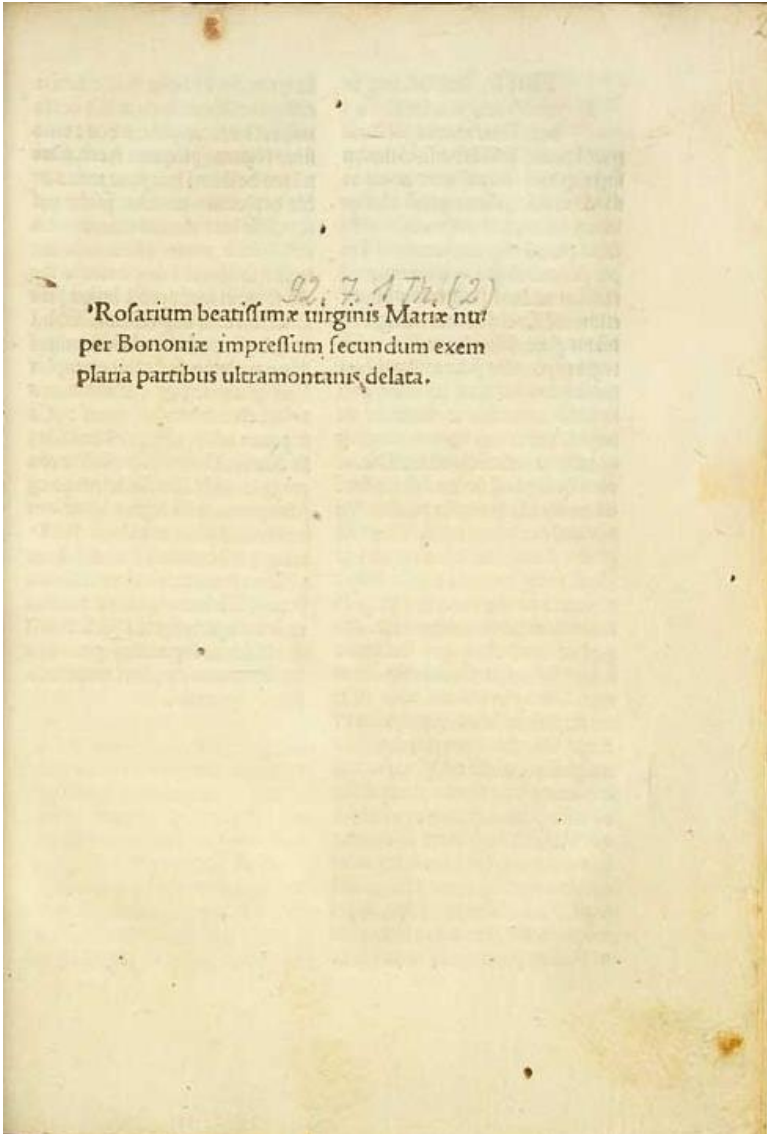 92. 7. 1 Th. (2)
Roſarium beatiſſimæ uirginis Mariæ nu⸗
per Bononiæ impreſſum ſecundum exem
plaria partibus ultramontanis delata.